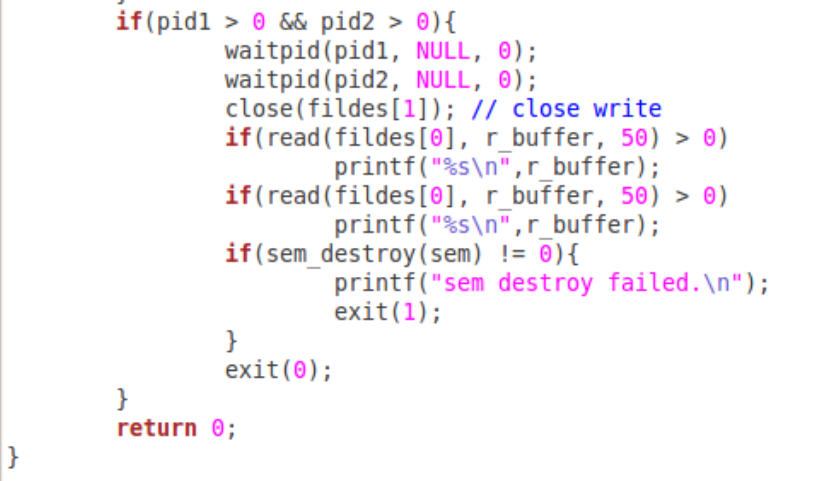 if(pid1 > 0 && pid2 > 0){
waitpid(pid1, NULL, 0);
waitpid(pid2, NULL, 0);
close(fildes[1]); // close write
if(read(fildes[0], r_buffer, 50) > 0)
printf("%s\n",r_buffer);
if(read(fildes[0], r_buffer, 50) > 0)
printf("%s\n",r_buffer);
if(sem_destroy(sem) != 0){
printf("sem destroy failed.\n");
exit(1);
}
exit(0);
}
return 0;
}